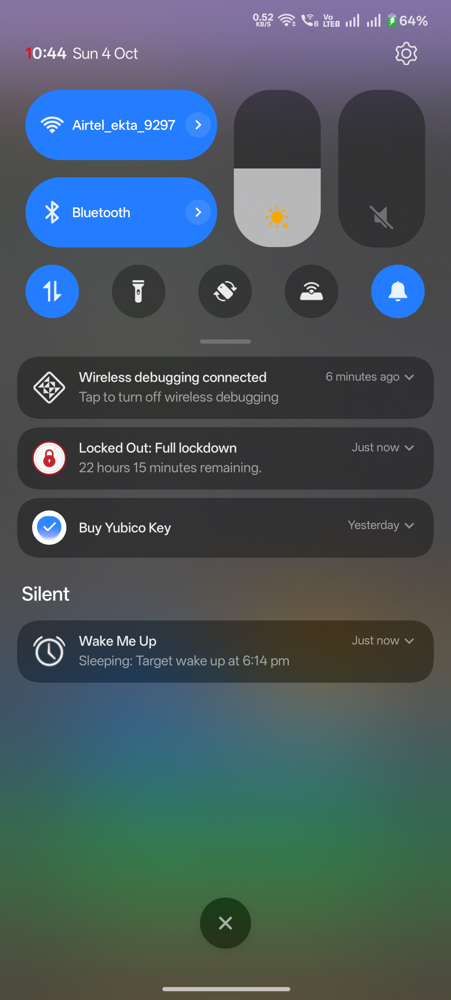 0.52
KB/S
2
Vo
LTE 1
64%
10:44 Sun 4 Oct
Airtel_ekta_9297
A
Bluetooth
Wireless debugging connected
6 minutes ago
Tap to turn off wireless debugging
Locked Out: Full lockdown
Just now
22 hours 15 minutes remaining.
Buy Yubico Key
Yesterday
Silent
Wake Me Up
Just now
Sleeping: Target wake up at 6:14 pm